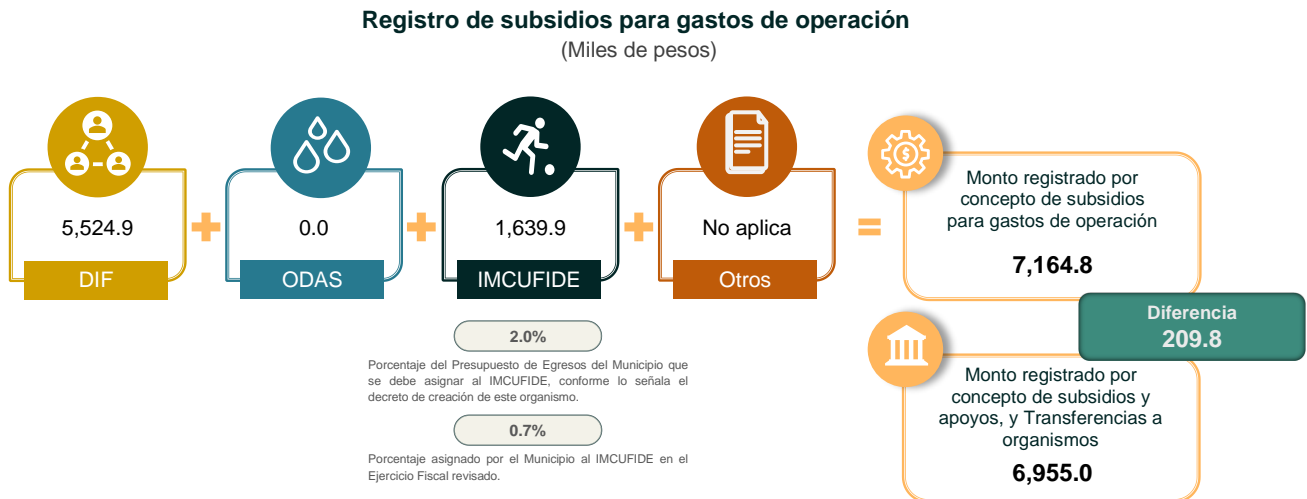 Registro de subsidios para gastos de operación
(Miles de pesos)
5,524.9
DIF
0.0
ODAS
1,639.9
IMCUFIDE
No aplica
Otros
Monto registrado por
concepto de subsidios
para gastos de operación
7,164.8
Diferencia
209.8
Monto registrado por
concepto de subsidios y
apoyos, y Transferencias a
organismos
6,955.0
2.0%
Porcentaje del Presupuesto de Egresos del Municipio que
se debe asignar al IMCUFIDE, conforme lo señala el
decreto de creación de este organismo.
0.7%
Porcentaje asignado por el Municipio al IMCUFIDE en el
Ejercicio Fiscal revisado.